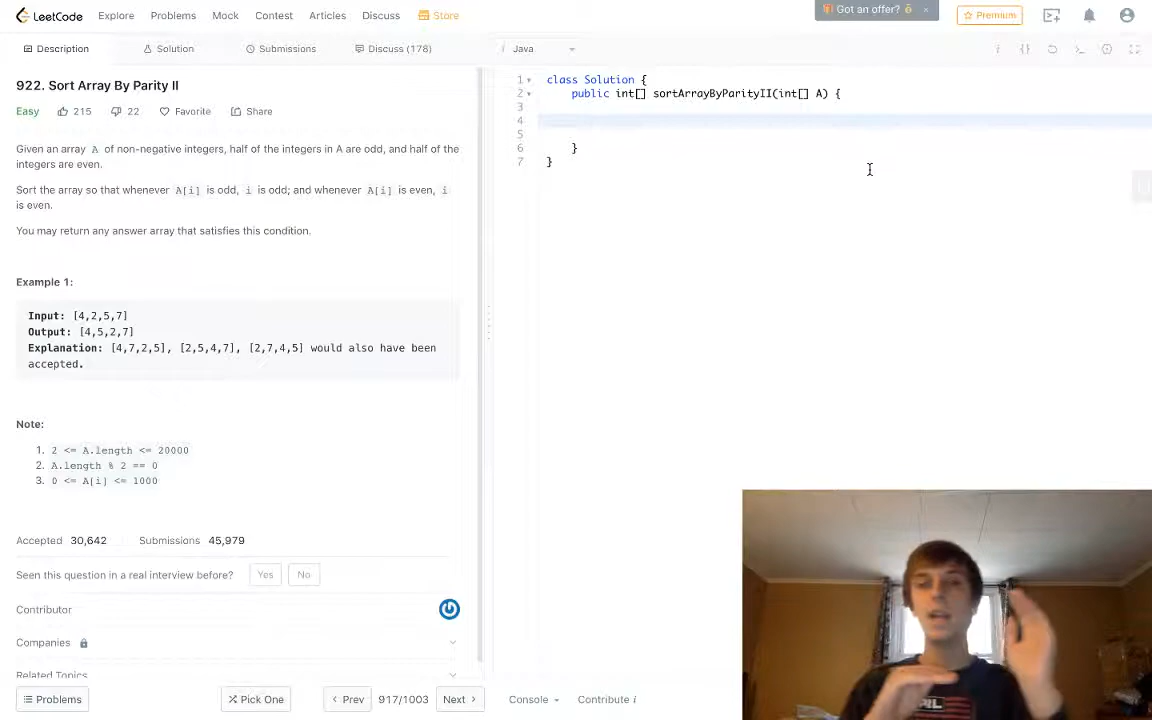 LeetCode Explore Problems Mock Contest Articles Discuss Store Got an offer? × Premium
Description Solution Submissions Discuss (178) i Java
922. Sort Array By Parity II
Easy 215 22 Favorite Share
Given an array A of non-negative integers, half of the integers in A are odd, and half of the
integers are even.
Sort the array so that whenever A[i] is odd, i is odd; and whenever A[i] is even, i
is even.
You may return any answer array that satisfies this condition.
Example 1:
Input: [4,2,5,7]
Output: [4,5,2,7]
Explanation: [4,7,2,5], [2,5,4,7], [2,7,4,5] would also have been
accepted.
Note:
1. 2 <= A.length <= 20000
2. A.length % 2 == 0
3. 0 <= A[i] <= 1000
Accepted 30,642 Submissions 45,979
Seen this question in a real interview before? Yes No
Contributor
Companies
Related Topics
Problems Pick One Prev 917/1003 Next Console Contribute i
1 class Solution {
2 public int[] sortArrayByParityII(int[] A) {
3
4
5
6 }
7 }